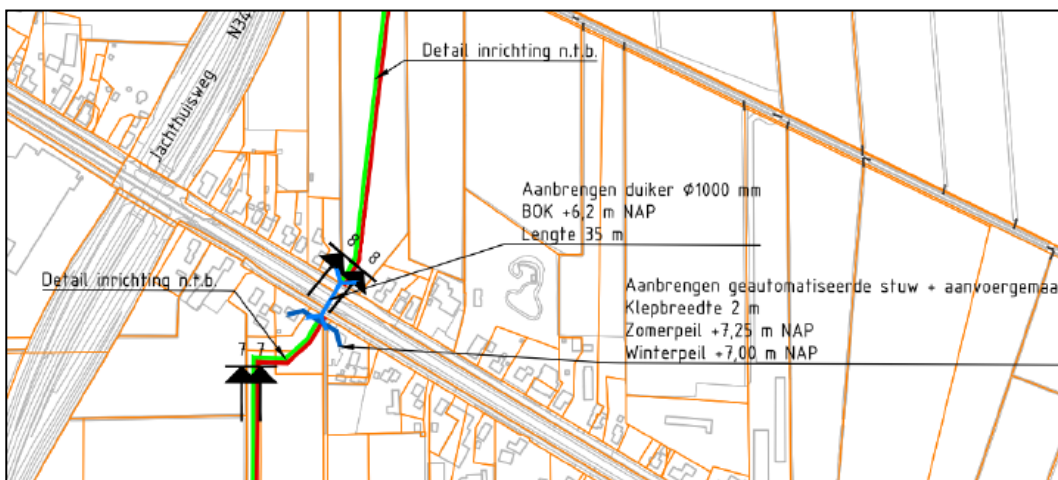 N34
Jachthuisweg
Detail inrichting n.t.b.
Aanbrengen duiker φ1000 mm
BOK +6,2 m NAP
Lengte 35 m
8 8
Detail inrichting n.t.b.
Aanbrengen geautomatiseerde stuw + aanvoergemaa
Klepbreedte 2 m
Zomerpeil +7,25 m NAP
Winterpeil +7,00 m NAP
7 7